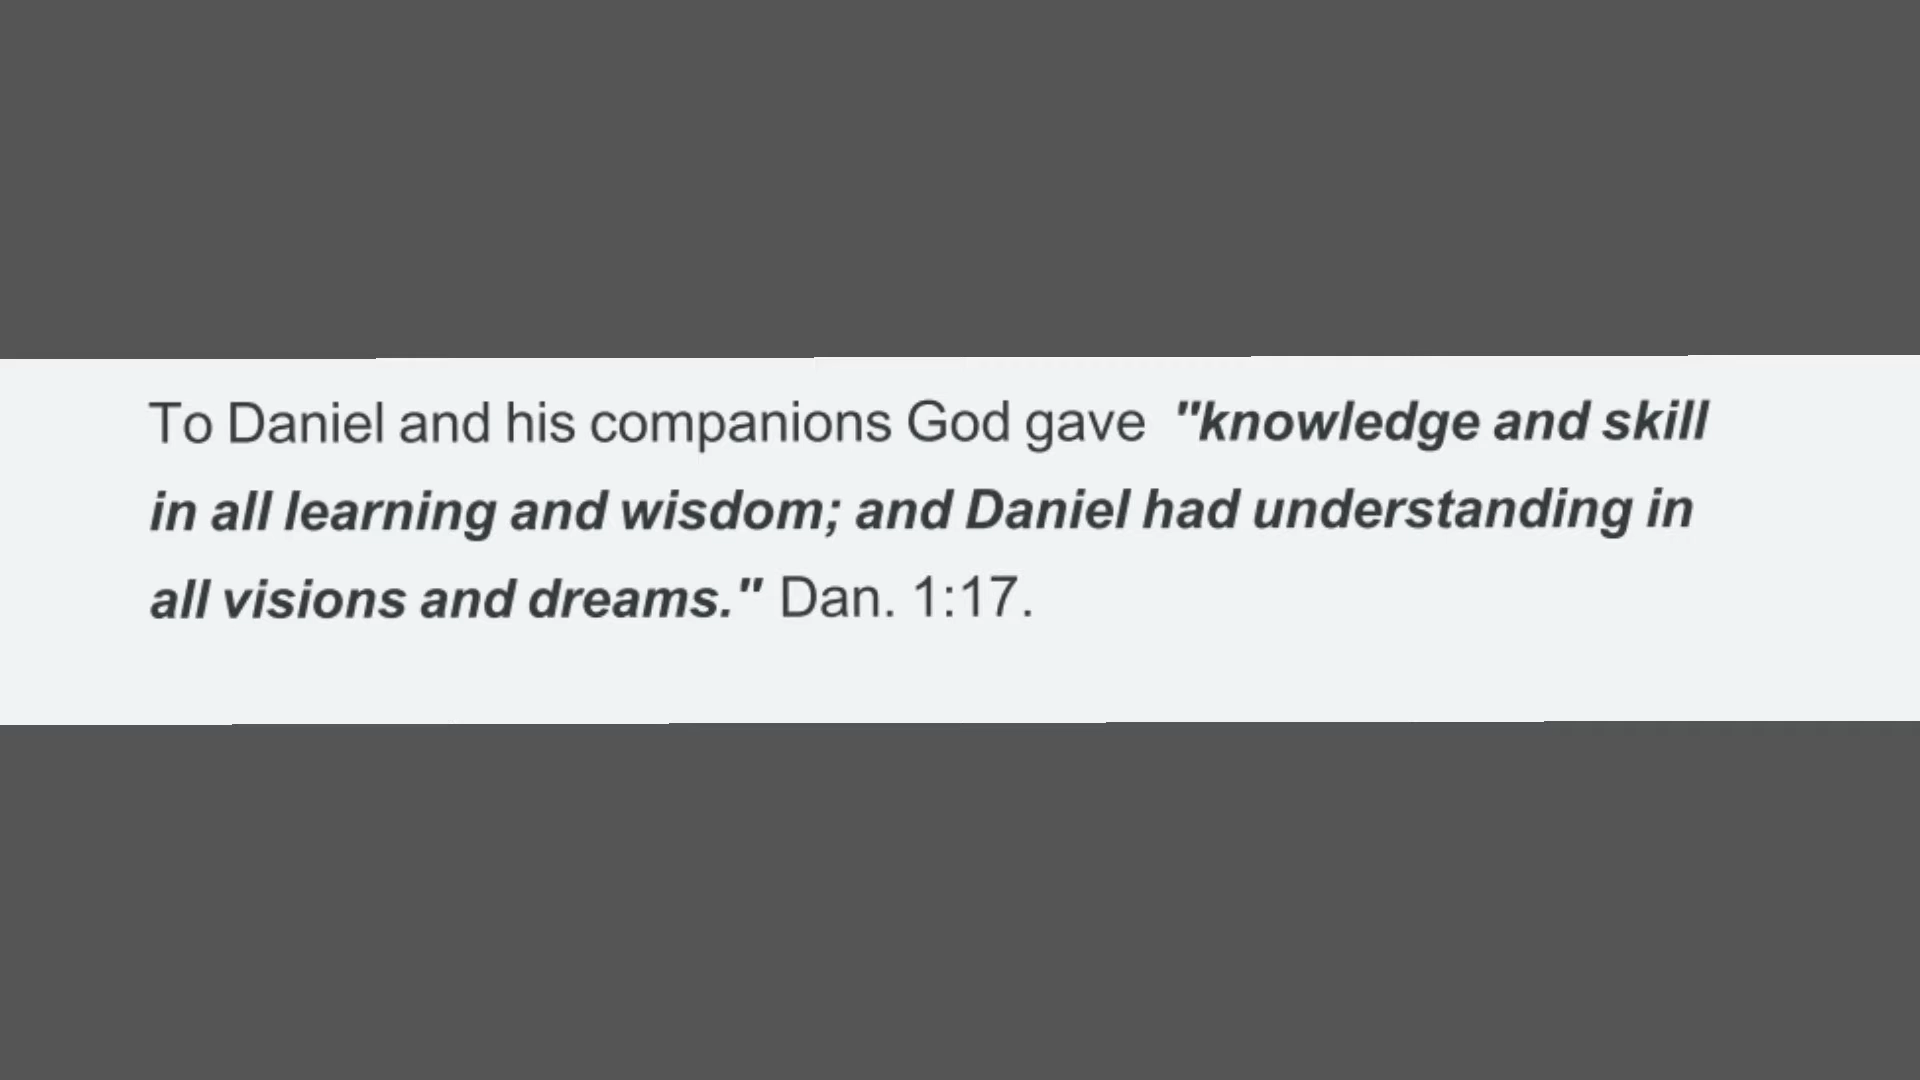 To Daniel and his companions God gave "knowledge and skill
in all learning and wisdom; and Daniel had understanding in
all visions and dreams." Dan. 1:17.